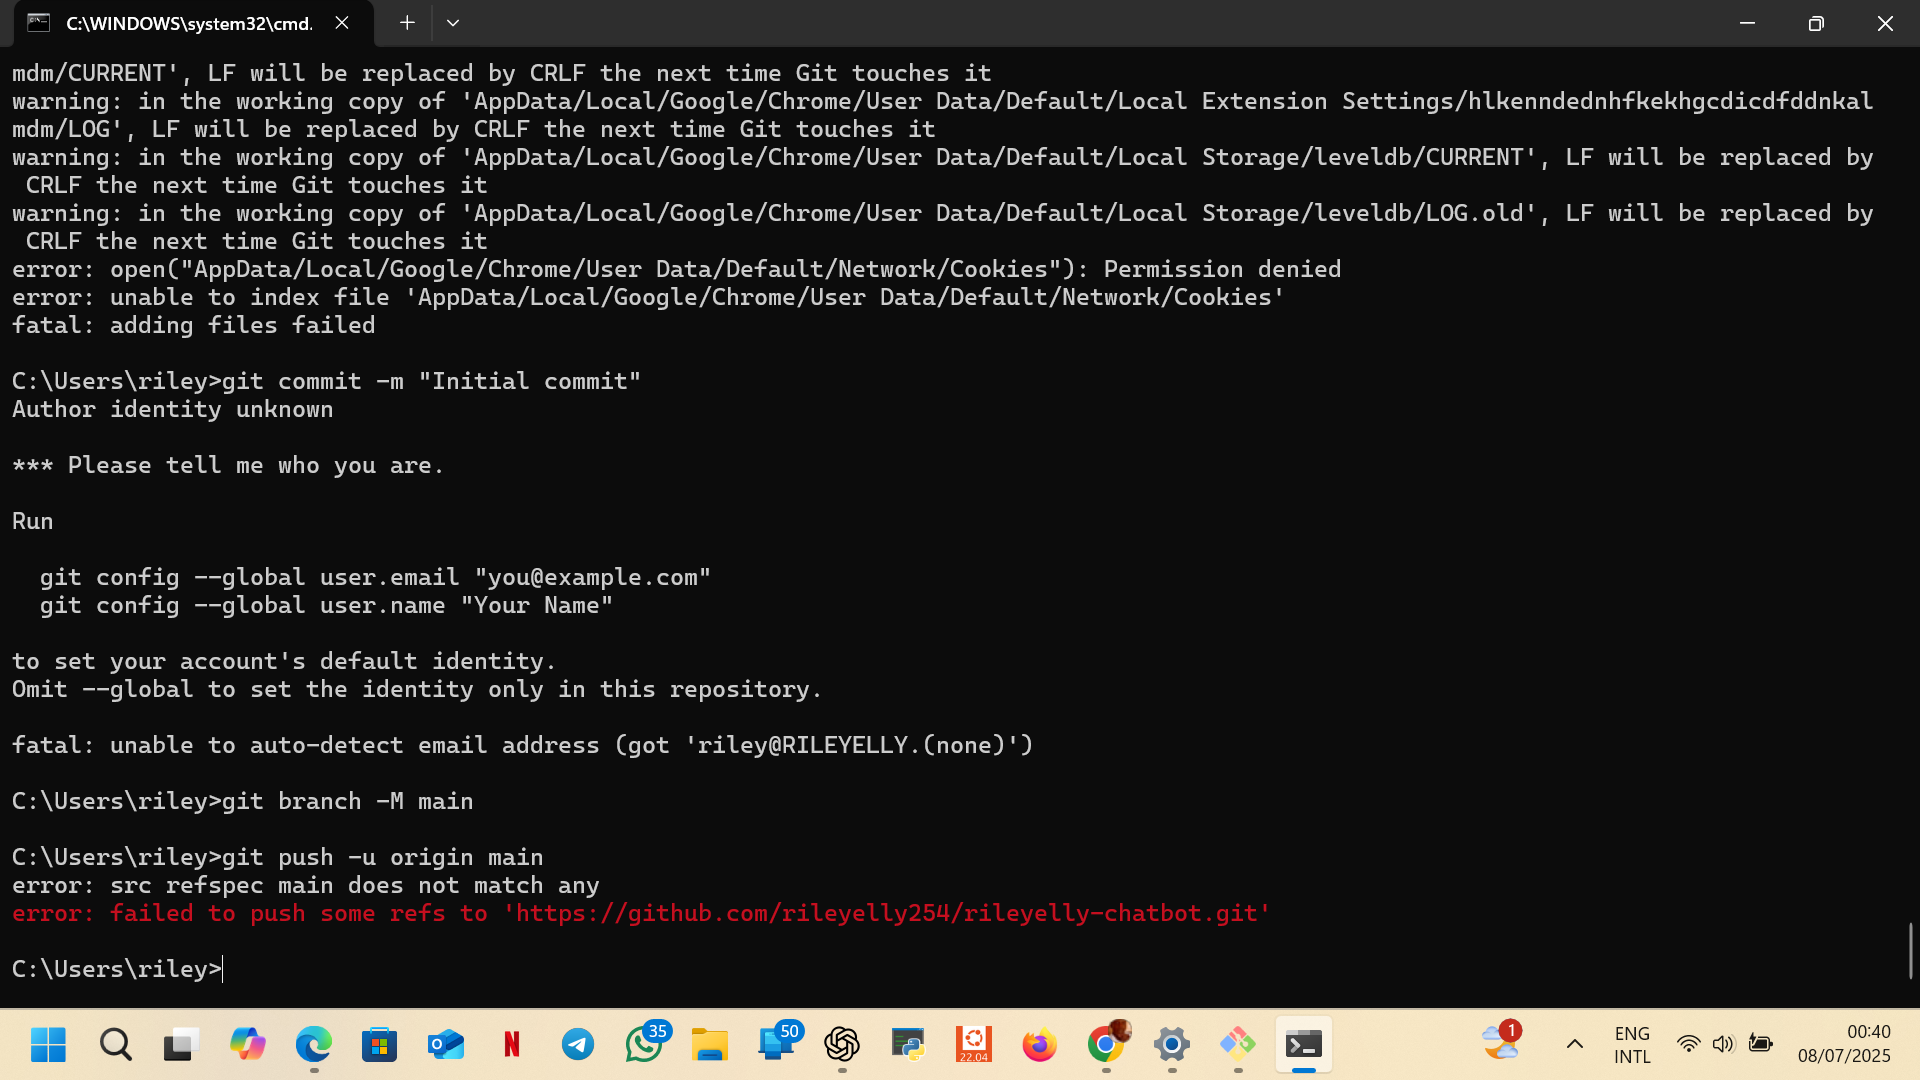 C:\WINDOWS\system32\cmd.
mdm/CURRENT', LF will be replaced by CRLF the next time Git touches it
warning: in the working copy of 'AppData/Local/Google/Chrome/User Data/Default/Local Extension Settings/hlkenndednhfkekhgcdicdfddnkal
mdm/LOG', LF will be replaced by CRLF the next time Git touches it
warning: in the working copy of 'AppData/Local/Google/Chrome/User Data/Default/Local Storage/leveldb/CURRENT', LF will be replaced by
CRLF the next time Git touches it
warning: in the working copy of 'AppData/Local/Google/Chrome/User Data/Default/Local Storage/leveldb/LOG.old', LF will be replaced by
CRLF the next time Git touches it
error: open("AppData/Local/Google/Chrome/User Data/Default/Network/Cookies"): Permission denied
error: unable to index file 'AppData/Local/Google/Chrome/User Data/Default/Network/Cookies'
fatal: adding files failed
C:\Users\riley>git commit -m "Initial commit"
Author identity unknown
*** Please tell me who you are.
Run
git config --global user.email "you@example.com"
git config --global user.name "Your Name"
to set your account's default identity.
Omit --global to set the identity only in this repository.
fatal: unable to auto-detect email address (got 'riley@RILEYELLY.(none)')
C:\Users\riley>git branch -M main
C:\Users\riley>git push -u origin main
error: src refspec main does not match any
error: failed to push some refs to 'https://github.com/rileyelly254/rileyelly-chatbot.git'
C:\Users\riley>
N
35
50
22.04
1
ENG
INTL
00:40
08/07/2025